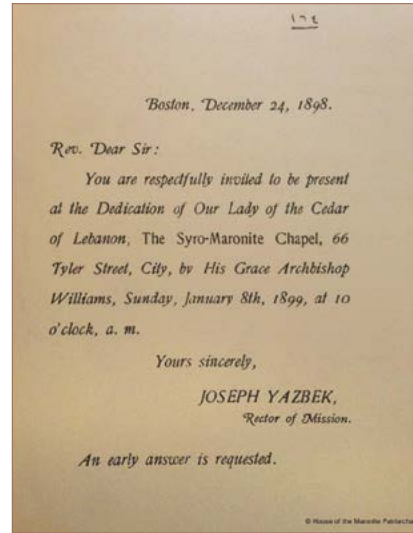 ١٦٤
Boston, December 24, 1898.
Rev. Dear Sir:
You are respectfully invited to be present
at the Dedication of Our Lady of the Cedar
of Lebanon, The Syro-Maronite Chapel, 66
Tyler Street, City, by His Grace Archbishop
Williams, Sunday, January 8th, 1899, at 10
o'clock, a. m.
Yours sincerely,
JOSEPH YAZBEK,
Rector of Mission.
An early answer is requested.
© House of the Maronite Patriarcha